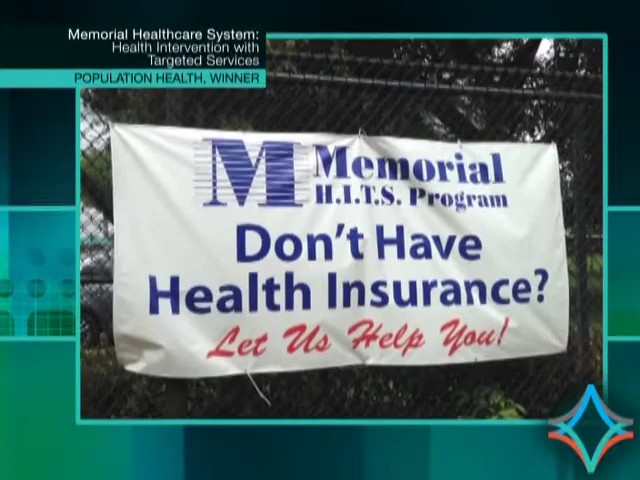 Memorial Healthcare System:
Health Intervention with
Targeted Services
POPULATION HEALTH, WINNER
M Memorial
H.I.T.S. Program
Don't Have
Health Insurance?
Let Us Help You!